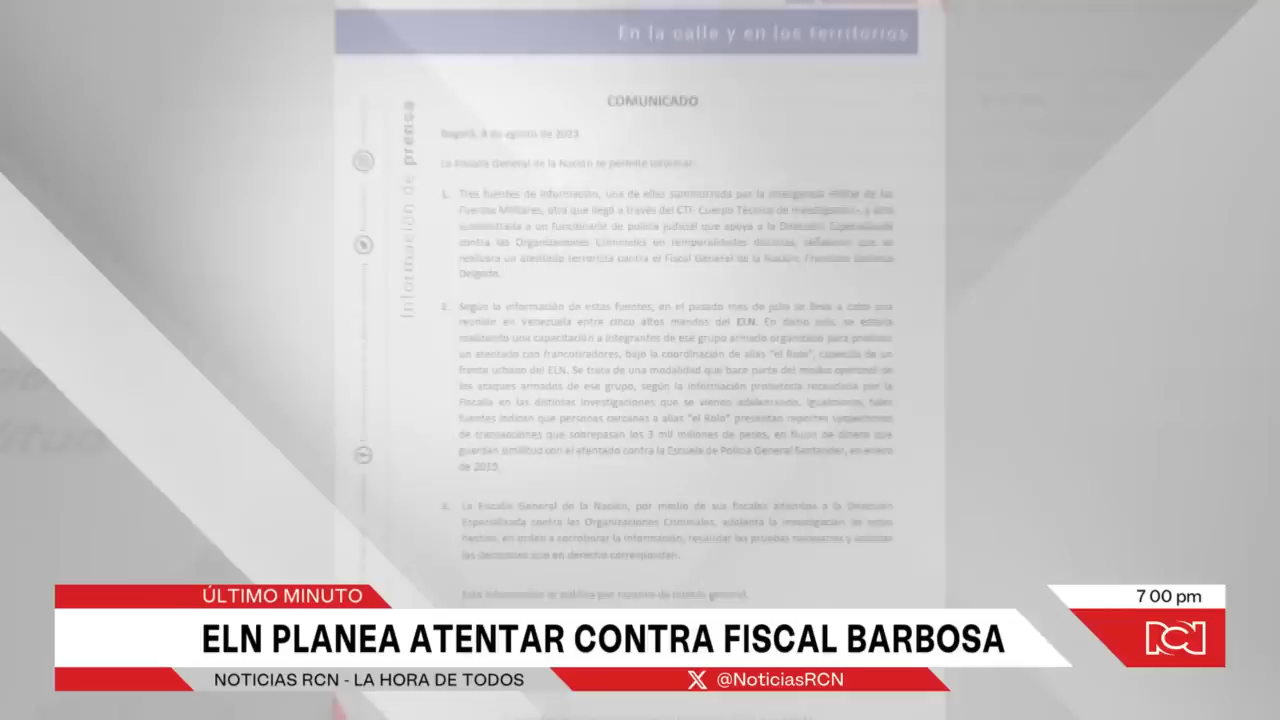 En la calle y en los territorios
COMUNICADO
Información de prensa
Bogotá, 8 de agosto de 2023
La Fiscalía General de la Nación se permite informar:
1. Tres fuentes de información, una de ellas suministrada por la inteligencia militar de las
Fuerzas Militares, otra que llegó a través del CTI- Cuerpo Técnico de Investigación-, y otra
suministrada a un funcionario de policía judicial que apoya a la Dirección Especializada
contra las Organizaciones Criminales en temporalidades distintas, señalaron que se
realizará un atentado terrorista contra el Fiscal General de la Nación, Francisco Barbosa
Delgado.
2. Según la información de estas fuentes, en el pasado mes de julio se llevó a cabo una
reunión en Venezuela entre cinco altos mandos del ELN. En dicho país, se estaría
realizando una capacitación a integrantes de ese grupo armado organizado para
un atentado con francotiradores, bajo la coordinación de alias "el Rolo", cabecilla de un
frente urbano del ELN. Se trata de una modalidad que hace parte del modus operandi de
los ataques armados de ese grupo, según la información probatoria recaudada por la
Fiscalía en las distintas investigaciones que se vienen adelantando. Igualmente, tales
fuentes indican que personas cercanas a alias "el Rolo" presentan reportes sospechosos
de transacciones que sobrepasan los 3 mil millones de pesos, en flujos de dinero que
guardan similitud con el atentado contra la Escuela de Policía General Santander, en enero
de 2019.
3. La Fiscalía General de la Nación, por medio de sus fiscales adscritos a la Dirección
Especializada contra las Organizaciones Criminales, adelanta la investigación de estos
hechos, en orden a corroborar la información, recaudar las pruebas necesarias y adoptar
las decisiones que en derecho correspondan.
Esta información se publica por razones de interés general.
ÚLTIMO MINUTO
7 00 pm
ELN PLANEA ATENTAR CONTRA FISCAL BARBOSA
RCN
NOTICIAS RCN - LA HORA DE TODOS
X @NoticiasRCN